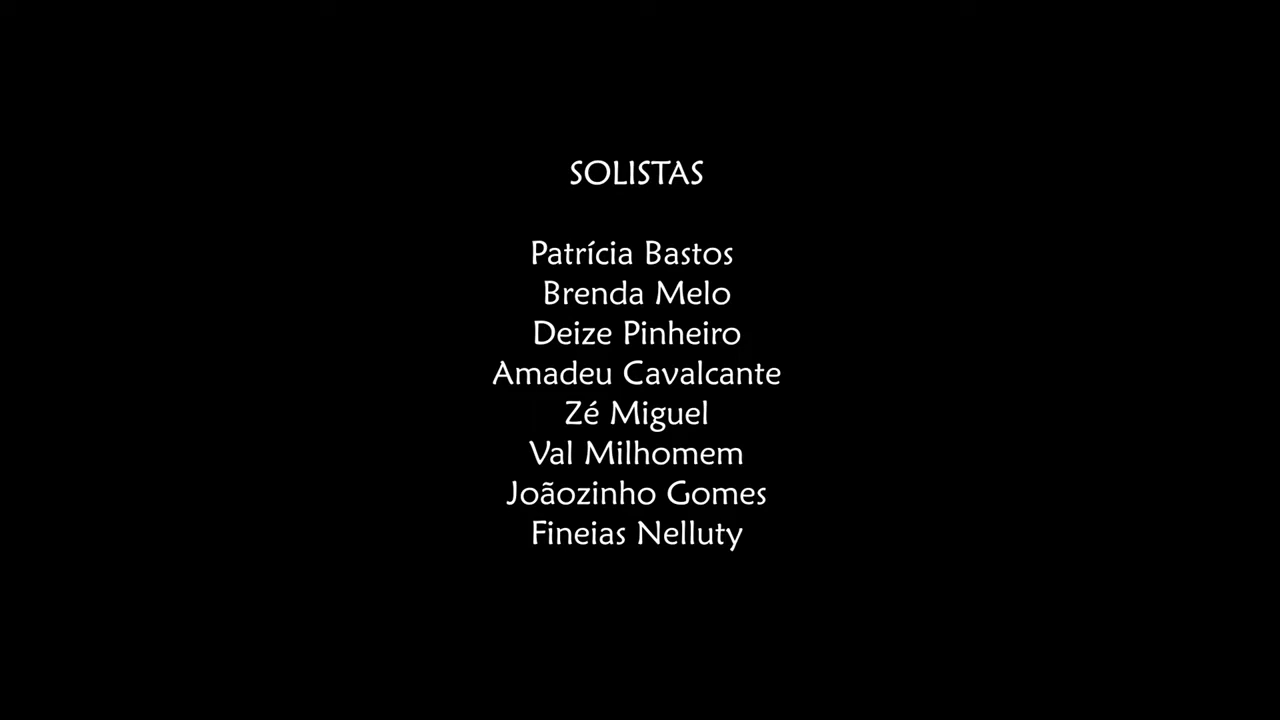 SOLISTAS
Patrícia Bastos
Brenda Melo
Deize Pinheiro
Amadeu Cavalcante
Zé Miguel
Val Milhomem
Joãozinho Gomes
Fineias Nelluty